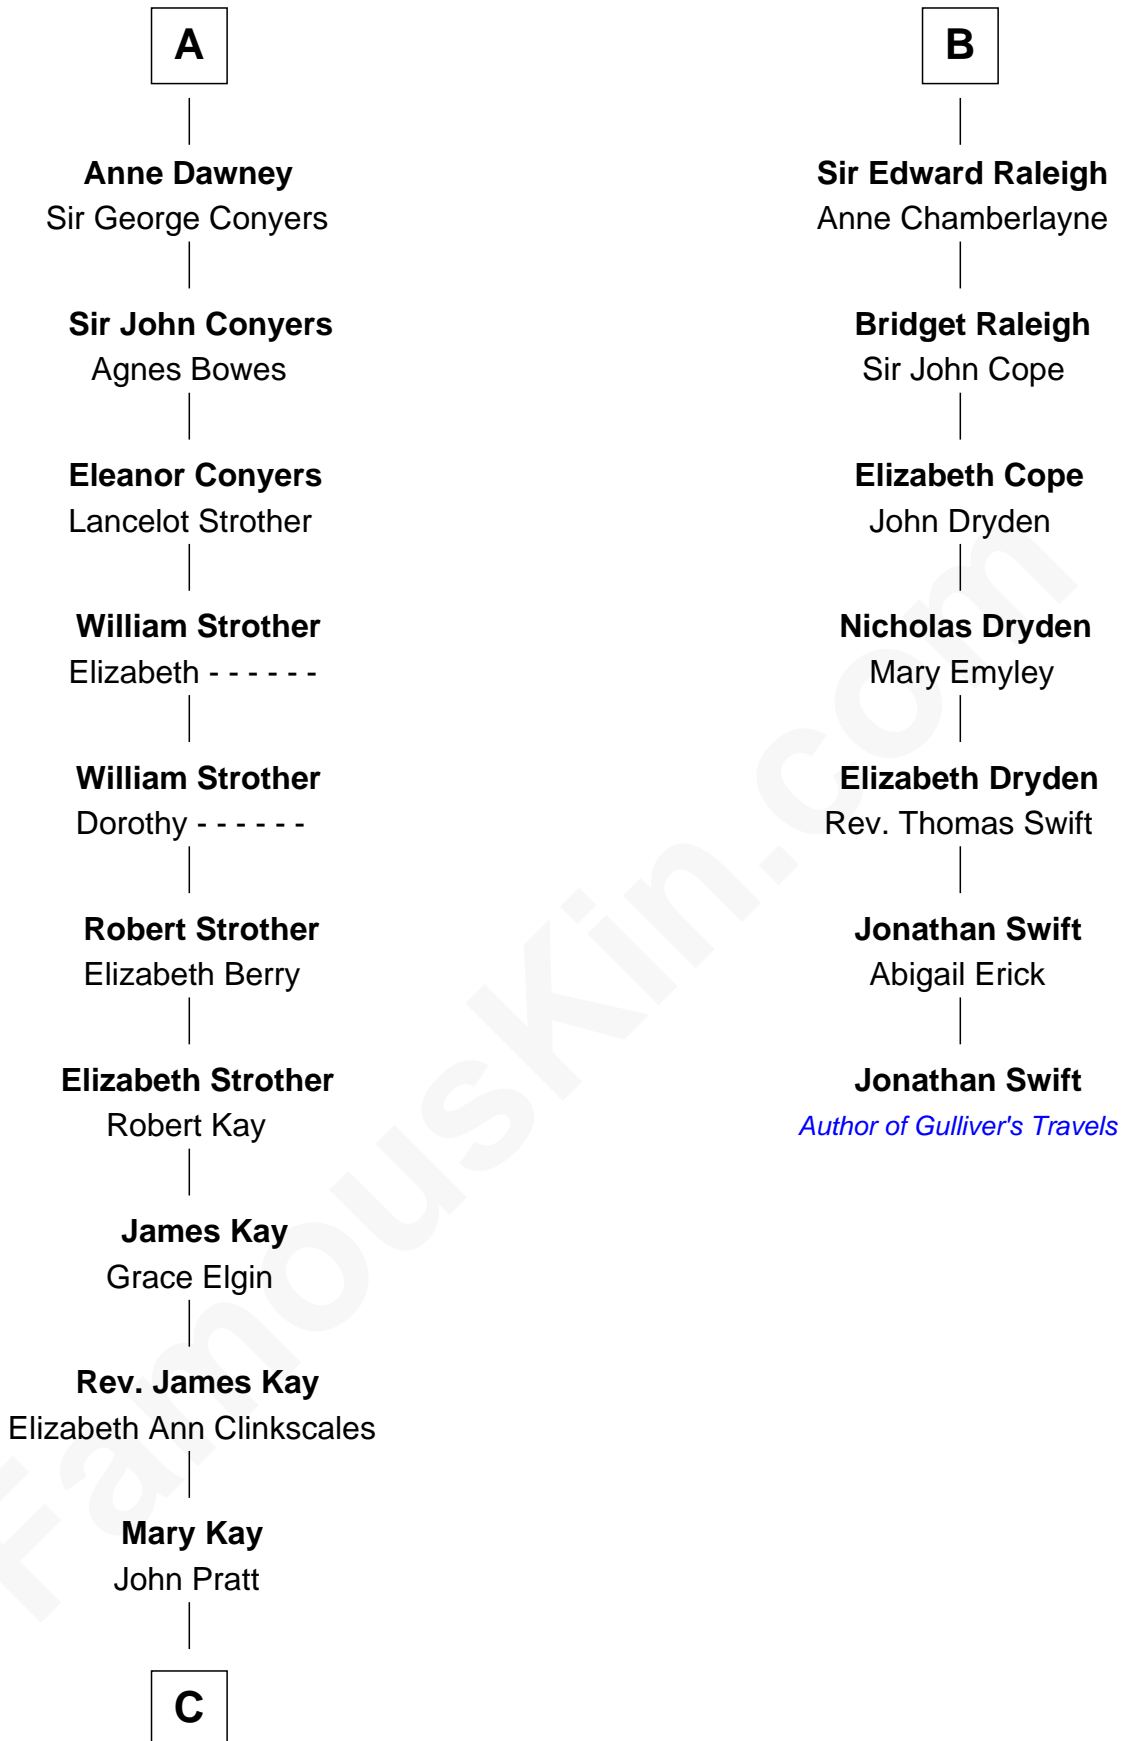 A
Anne Dawney
Sir George Conyers
Sir John Conyers
Agnes Bowes
Eleanor Conyers
Lancelot Strother
William Strother
Elizabeth - - - - - -
William Strother
Dorothy - - - - - -
Robert Strother
Elizabeth Berry
Elizabeth Strother
Robert Kay
James Kay
Grace Elgin
Rev. James Kay
Elizabeth Ann Clinkscales
Mary Kay
John Pratt
C
B
Sir Edward Raleigh
Anne Chamberlayne
Bridget Raleigh
Sir John Cope
Elizabeth Cope
John Dryden
Nicholas Dryden
Mary Emyley
Elizabeth Dryden
Rev. Thomas Swift
Jonathan Swift
Abigail Erick
Jonathan Swift
Author of Gulliver's Travels
FamousKin.com